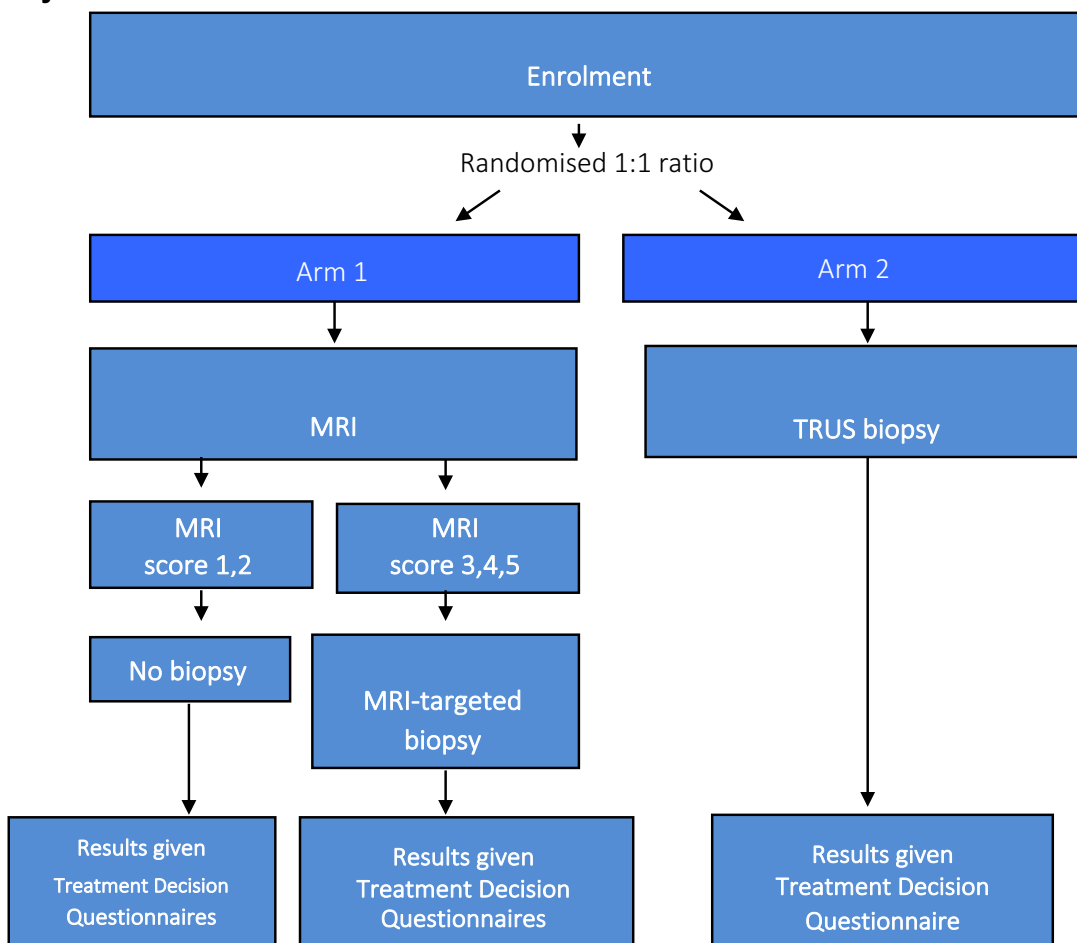 Enrolment
Randomised 1:1 ratio
Arm 1
Arm 2
MRI
TRUS biopsy
MRI
score 1,2
MRI
score 3,4,5
No biopsy
MRI-targeted
biopsy
Results given
Treatment Decision
Questionnaires
Results given
Treatment Decision
Questionnaires
Results given
Treatment Decision
Questionnaire